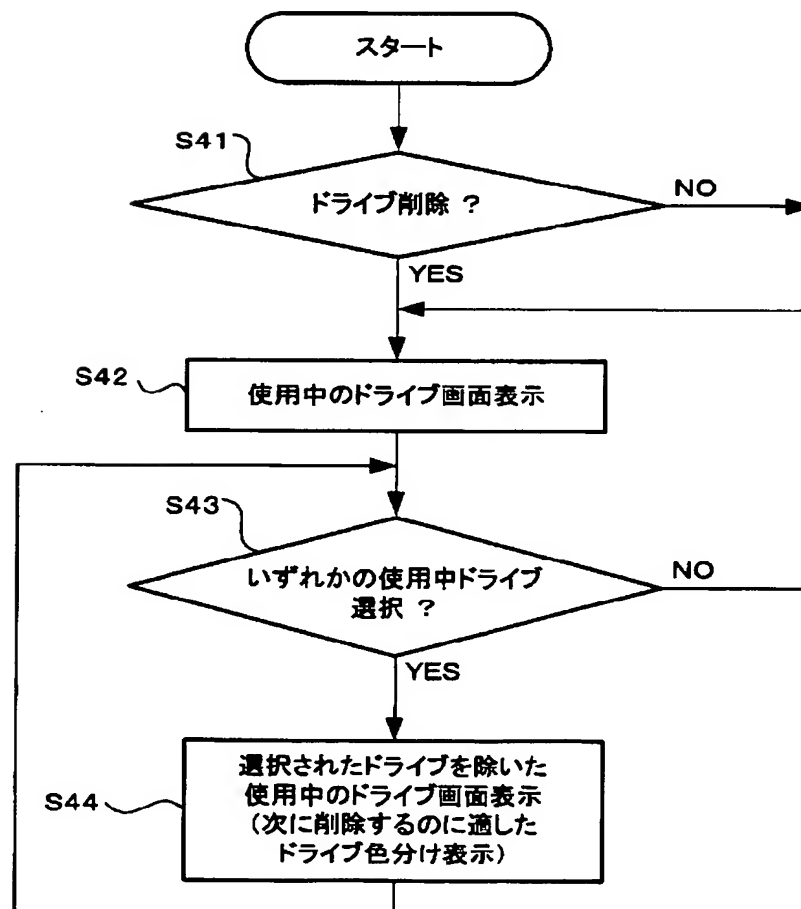 スタート
S41
ドライブ削除 ?
NO
YES
S42
使用中のドライブ画面表示
S43
いずれかの使用中ドライブ
選択 ?
NO
YES
S44
選択されたドライブを除いた
使用中のドライブ画面表示
(次に削除するのに適した
ドライブ色分け表示)